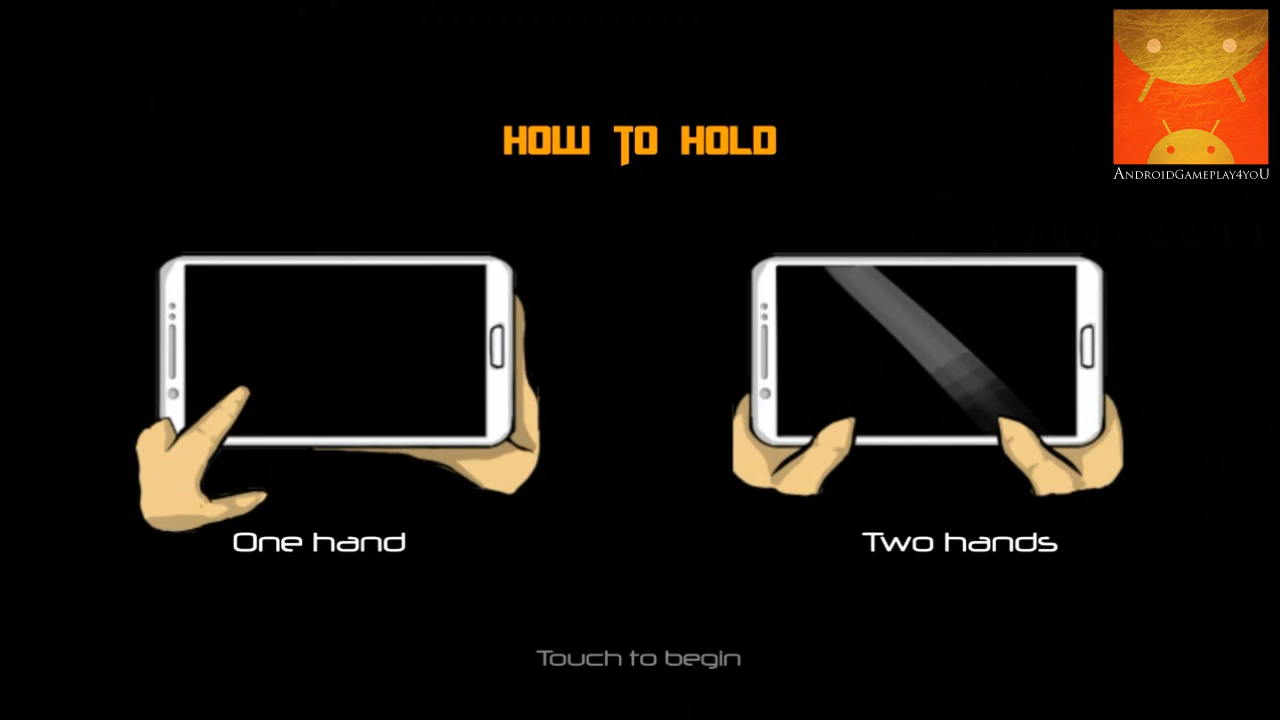 HOW TO HOLD
ANDROIDGAMEPLAY4YOU
One hand
Two hands
Touch to begin